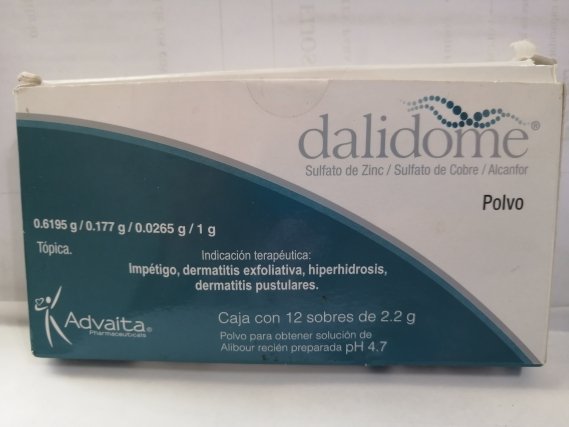 dalidome®
Sulfato de Zinc / Sulfato de Cobre / Alcanfor
Polvo
0.6195 g / 0.177 g / 0.0265 g / 1 g
Tópica.
Indicación terapéutica:
Impétigo, dermatitis exfoliativa, hiperhidrosis,
dermatitis pustulares.
Advaita®
Pharmaceuticals
Caja con 12 sobres de 2.2 g
Polvo para obtener solución de
Alibour recién preparada pH 4.7